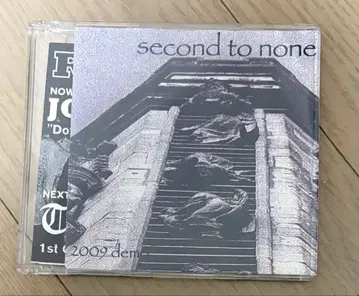 second to none
NOW
JO
"Do
NEXT
1st
2009 dem